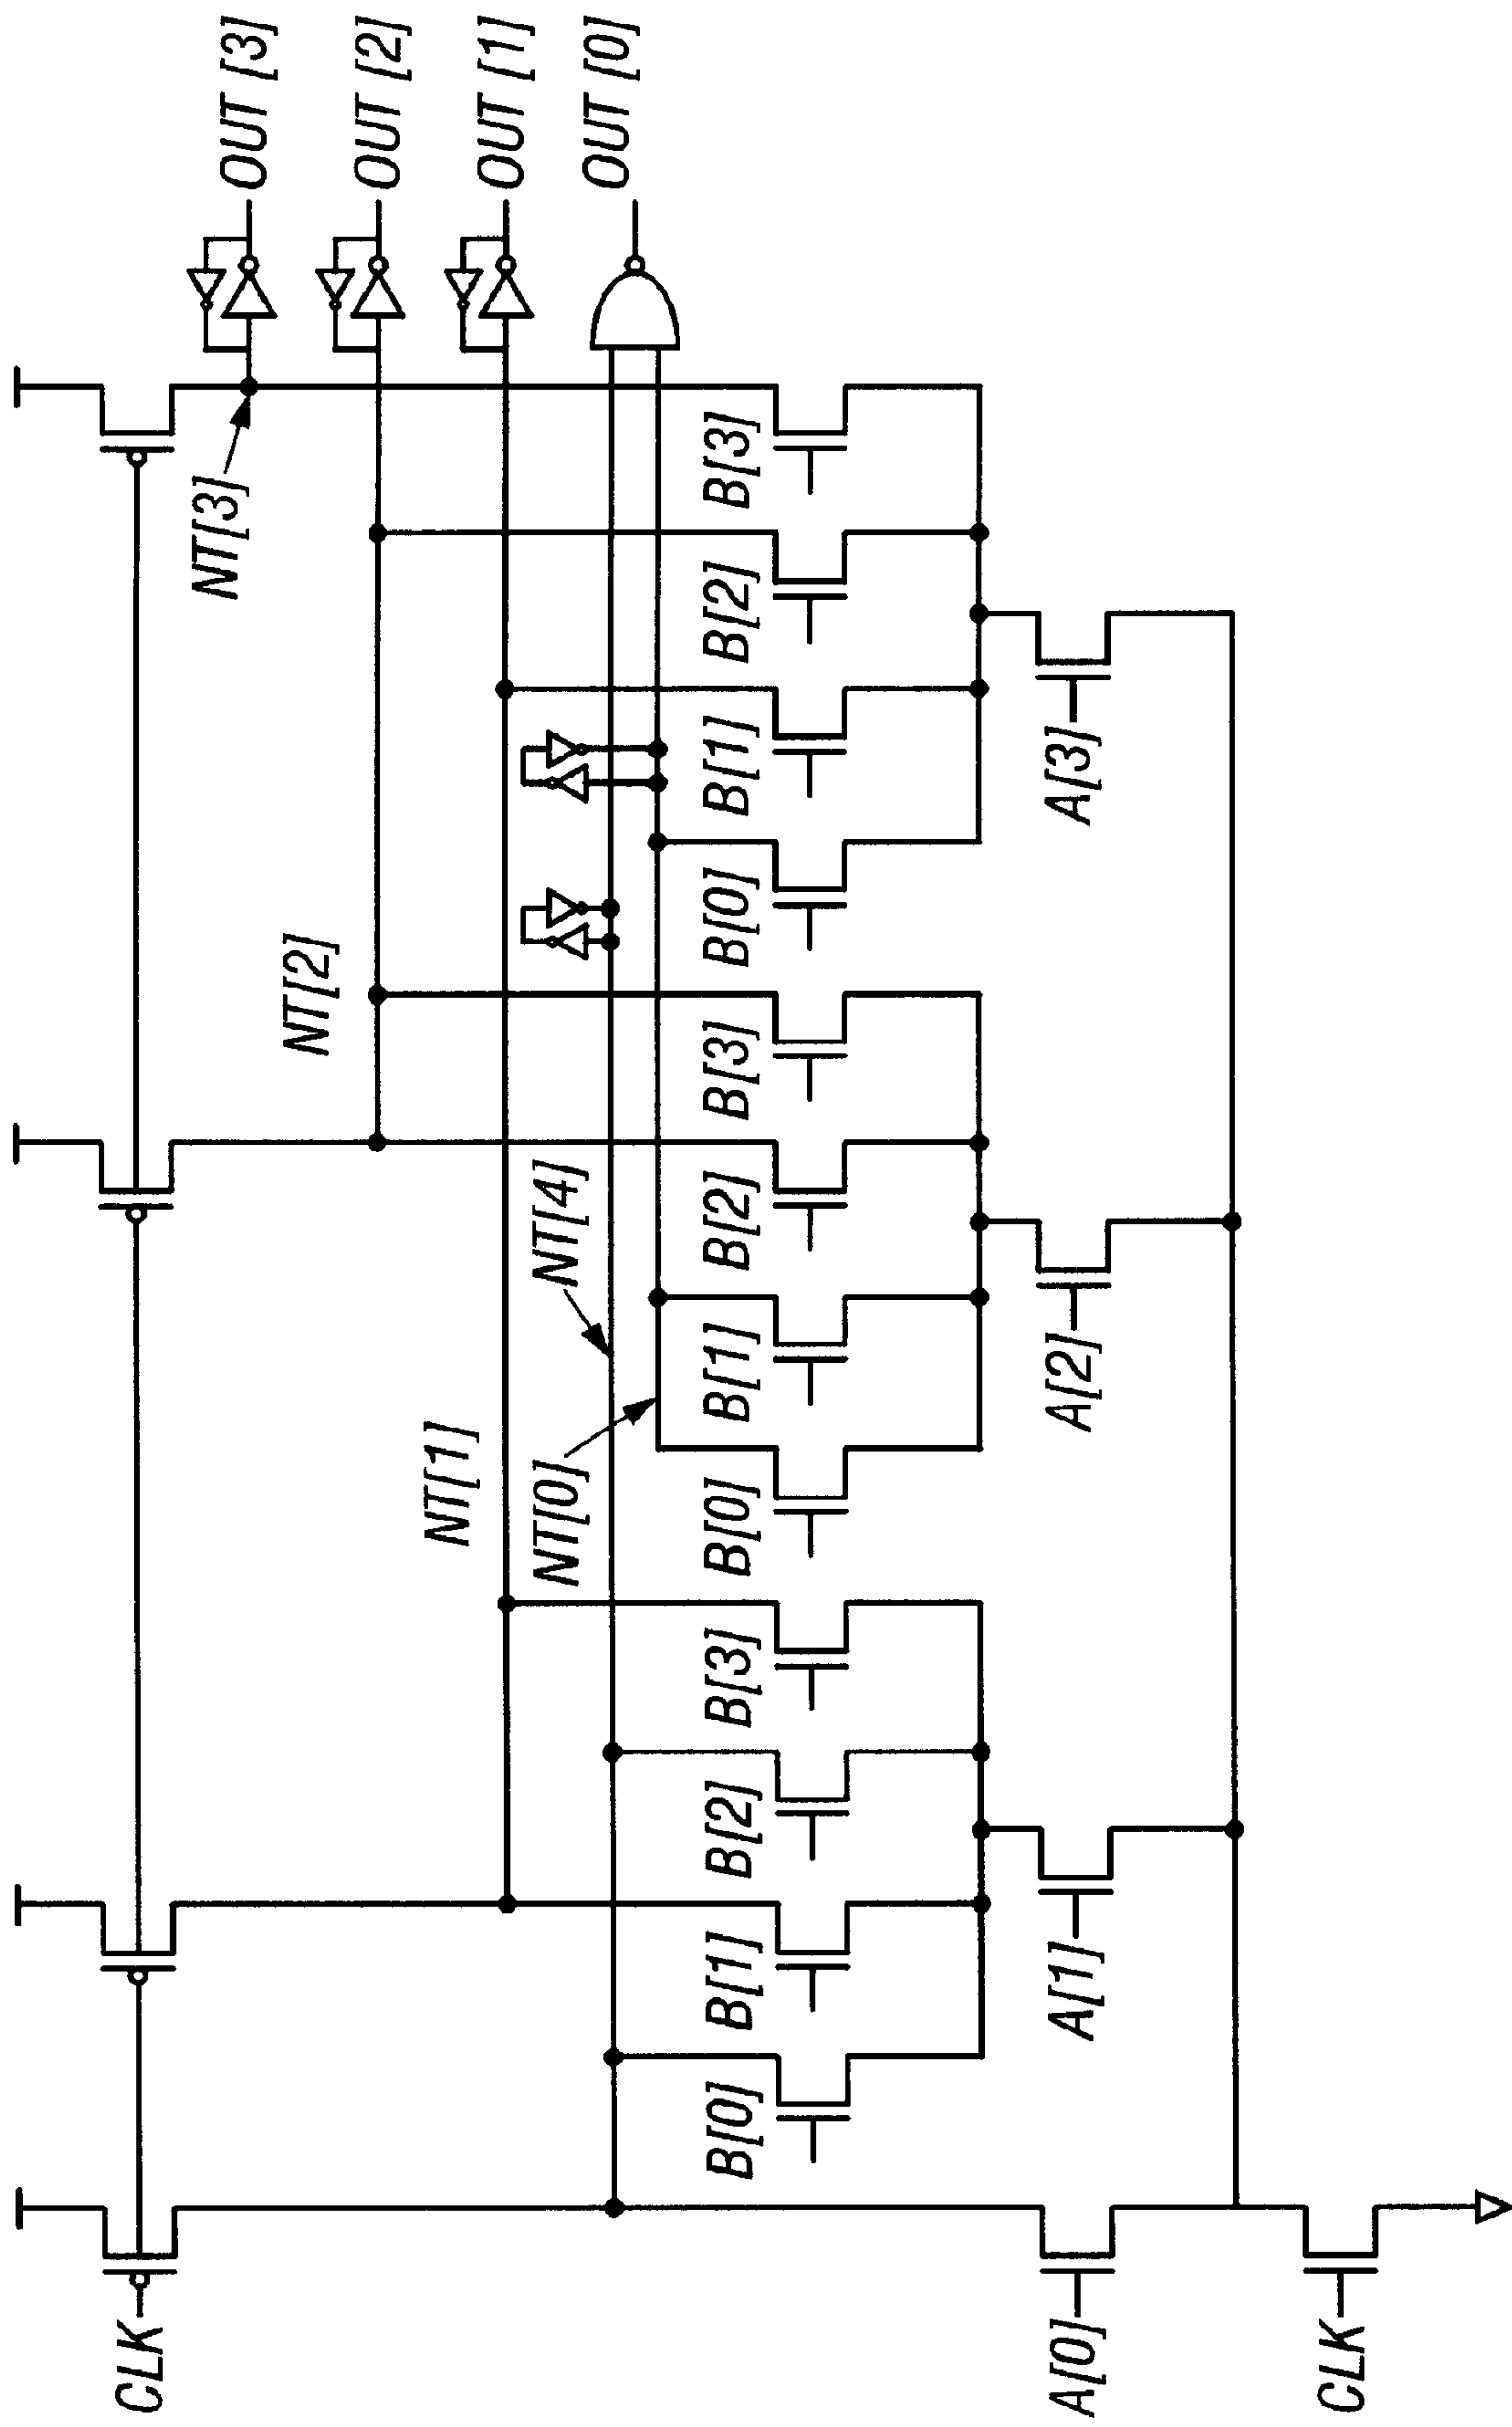 OUT [3]
OUT [2]
OUT [1]
OUT [0]
NT[3]
NT[2]
NT[4]
NT[1]
NT[0]
B[3]
B[2]
B[1]
B[0]
B[3]
B[2]
B[1]
B[0]
B[3]
B[2]
B[1]
B[0]
A[3]
A[2]
A[1]
A[0]
CLK
CLK